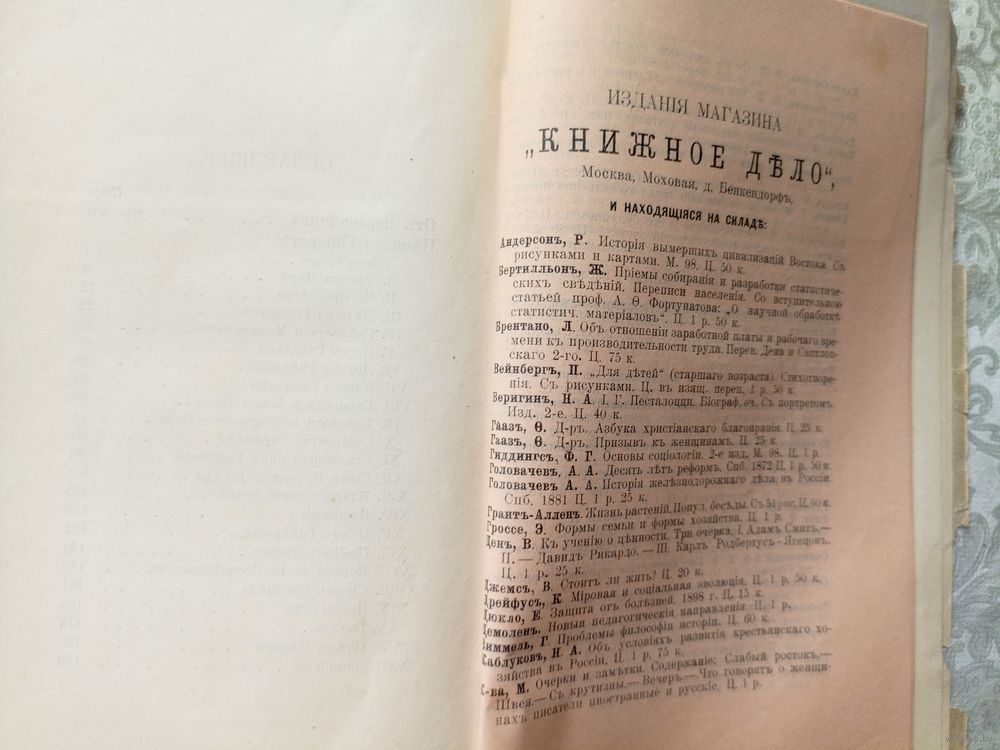 ИЗДАНІЯ МАГАЗИНА
„КНИЖНОЕ ДѢЛО“,
Москва, Моховая, д. Бенкендорфъ,
И НАХОДЯЩІЯСЯ НА СКЛАДѢ:
Андерсонъ, Р. Исторія вымершихъ цивилизацій Востока. Съ
рисунками и картами. М. 98. Ц. 50 к.
Бертильонъ, Ж. Пріемы собиранія и разработки статистиче-
скихъ свѣдѣній. Переписи населенія. Со вступительною
статьей проф. А. Ѳ. Фортунатова: „О научной обработкѣ
статистич. матеріаловъ“. Ц. 1 р. 50 к.
Брентано, Л. Объ отношеніи заработной платы и рабочаго вре-
мени къ производительности труда. Перев. Дена и
скаго 2-го. Ц. 75 к.
Вейнбергъ, П. „Для дѣтей“ (старшаго возраста). Стихотворе-
нія. Съ рисунками. Ц. въ изящ. переп. 1 р. 50 к.
Веригинъ, Н. А. І. Г. Песталоцци. Біограф. оч. Съ портретомъ.
Изд. 2-е. Ц. 40 к.
Гаазъ, Ѳ. Д-ръ. Азбука христіанскаго благонравія. Ц. 25 к.
Гаазъ, Ѳ. Д-ръ. Призывъ къ женщинамъ. Ц. 25 к.
Гиддингсъ, Ф. Г. Основы соціологіи. 2-е изд. М. 98. Ц. 1 р.
Головачевъ, А. А. Десять лѣтъ реформъ. Спб. 1872 Ц. 1 р. 50 к.
Головачевъ А. А. Исторія желѣзнодорожнаго дѣла въ Россіи.
Спб. 1881 Ц. 1 р. 25 к.
Грантъ-Алленъ. Жизнь растеній. Попул. бесѣды. Съ 51 рис. Ц. 60 к.
Гроссе, Э. Формы семьи и формы хозяйства. Ц. 1 р.
Денъ, В. Къ ученію о цѣнности. Три очерка. I. Адамъ Смитъ.—
II. — Давидъ Рикардо. — III. Карлъ Родбертусъ-Ягецовъ.
Ц. 1 р. 25 к.
Джемсъ, В. Стоитъ ли жить? Ц. 20 к.
Дрейфусъ, К. Міровая и соціальная эволюція. Ц. 1 р. 50 к.
Дюкло, Е. Защита отъ болѣзней. 1898 г. Ц. 15 к.
Демоленъ. Новыя педагогическія направленія. Ц. 1 р.
Зиммель, Г. Проблемы философіи исторіи. Ц. 60 к.
Каблуковъ, Н. А. Объ условіяхъ развитія крестьянскаго хо-
зяйства въ Россіи. Ц. 1 р. 75 к.
К-ва, М. Очерки и замѣтки. Содержаніе: Слабый ростокъ.—
Швея.—Съ крутизны.—Вечеръ.—Что говорятъ о женщи-
нахъ писатели иностранные и русскіе. Ц. 1 р.